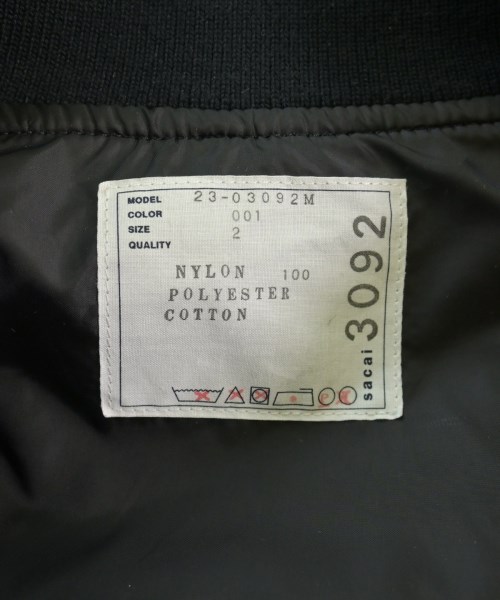 MODEL 23-03092M
COLOR 001
SIZE 2
QUALITY
NYLON 100
POLYESTER
COTTON
sacai 3092
P